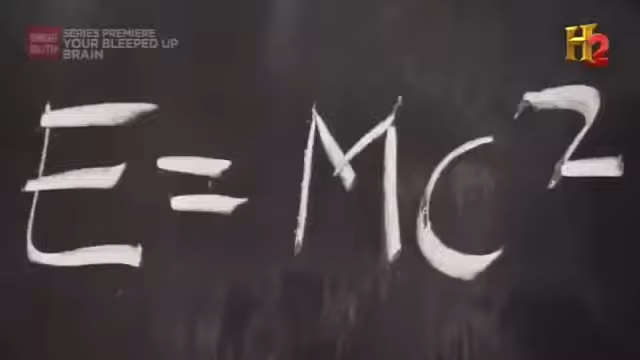 SERIES PREMIERE
YOUR BLEEPED UP
BRAIN
H2
E=MC²